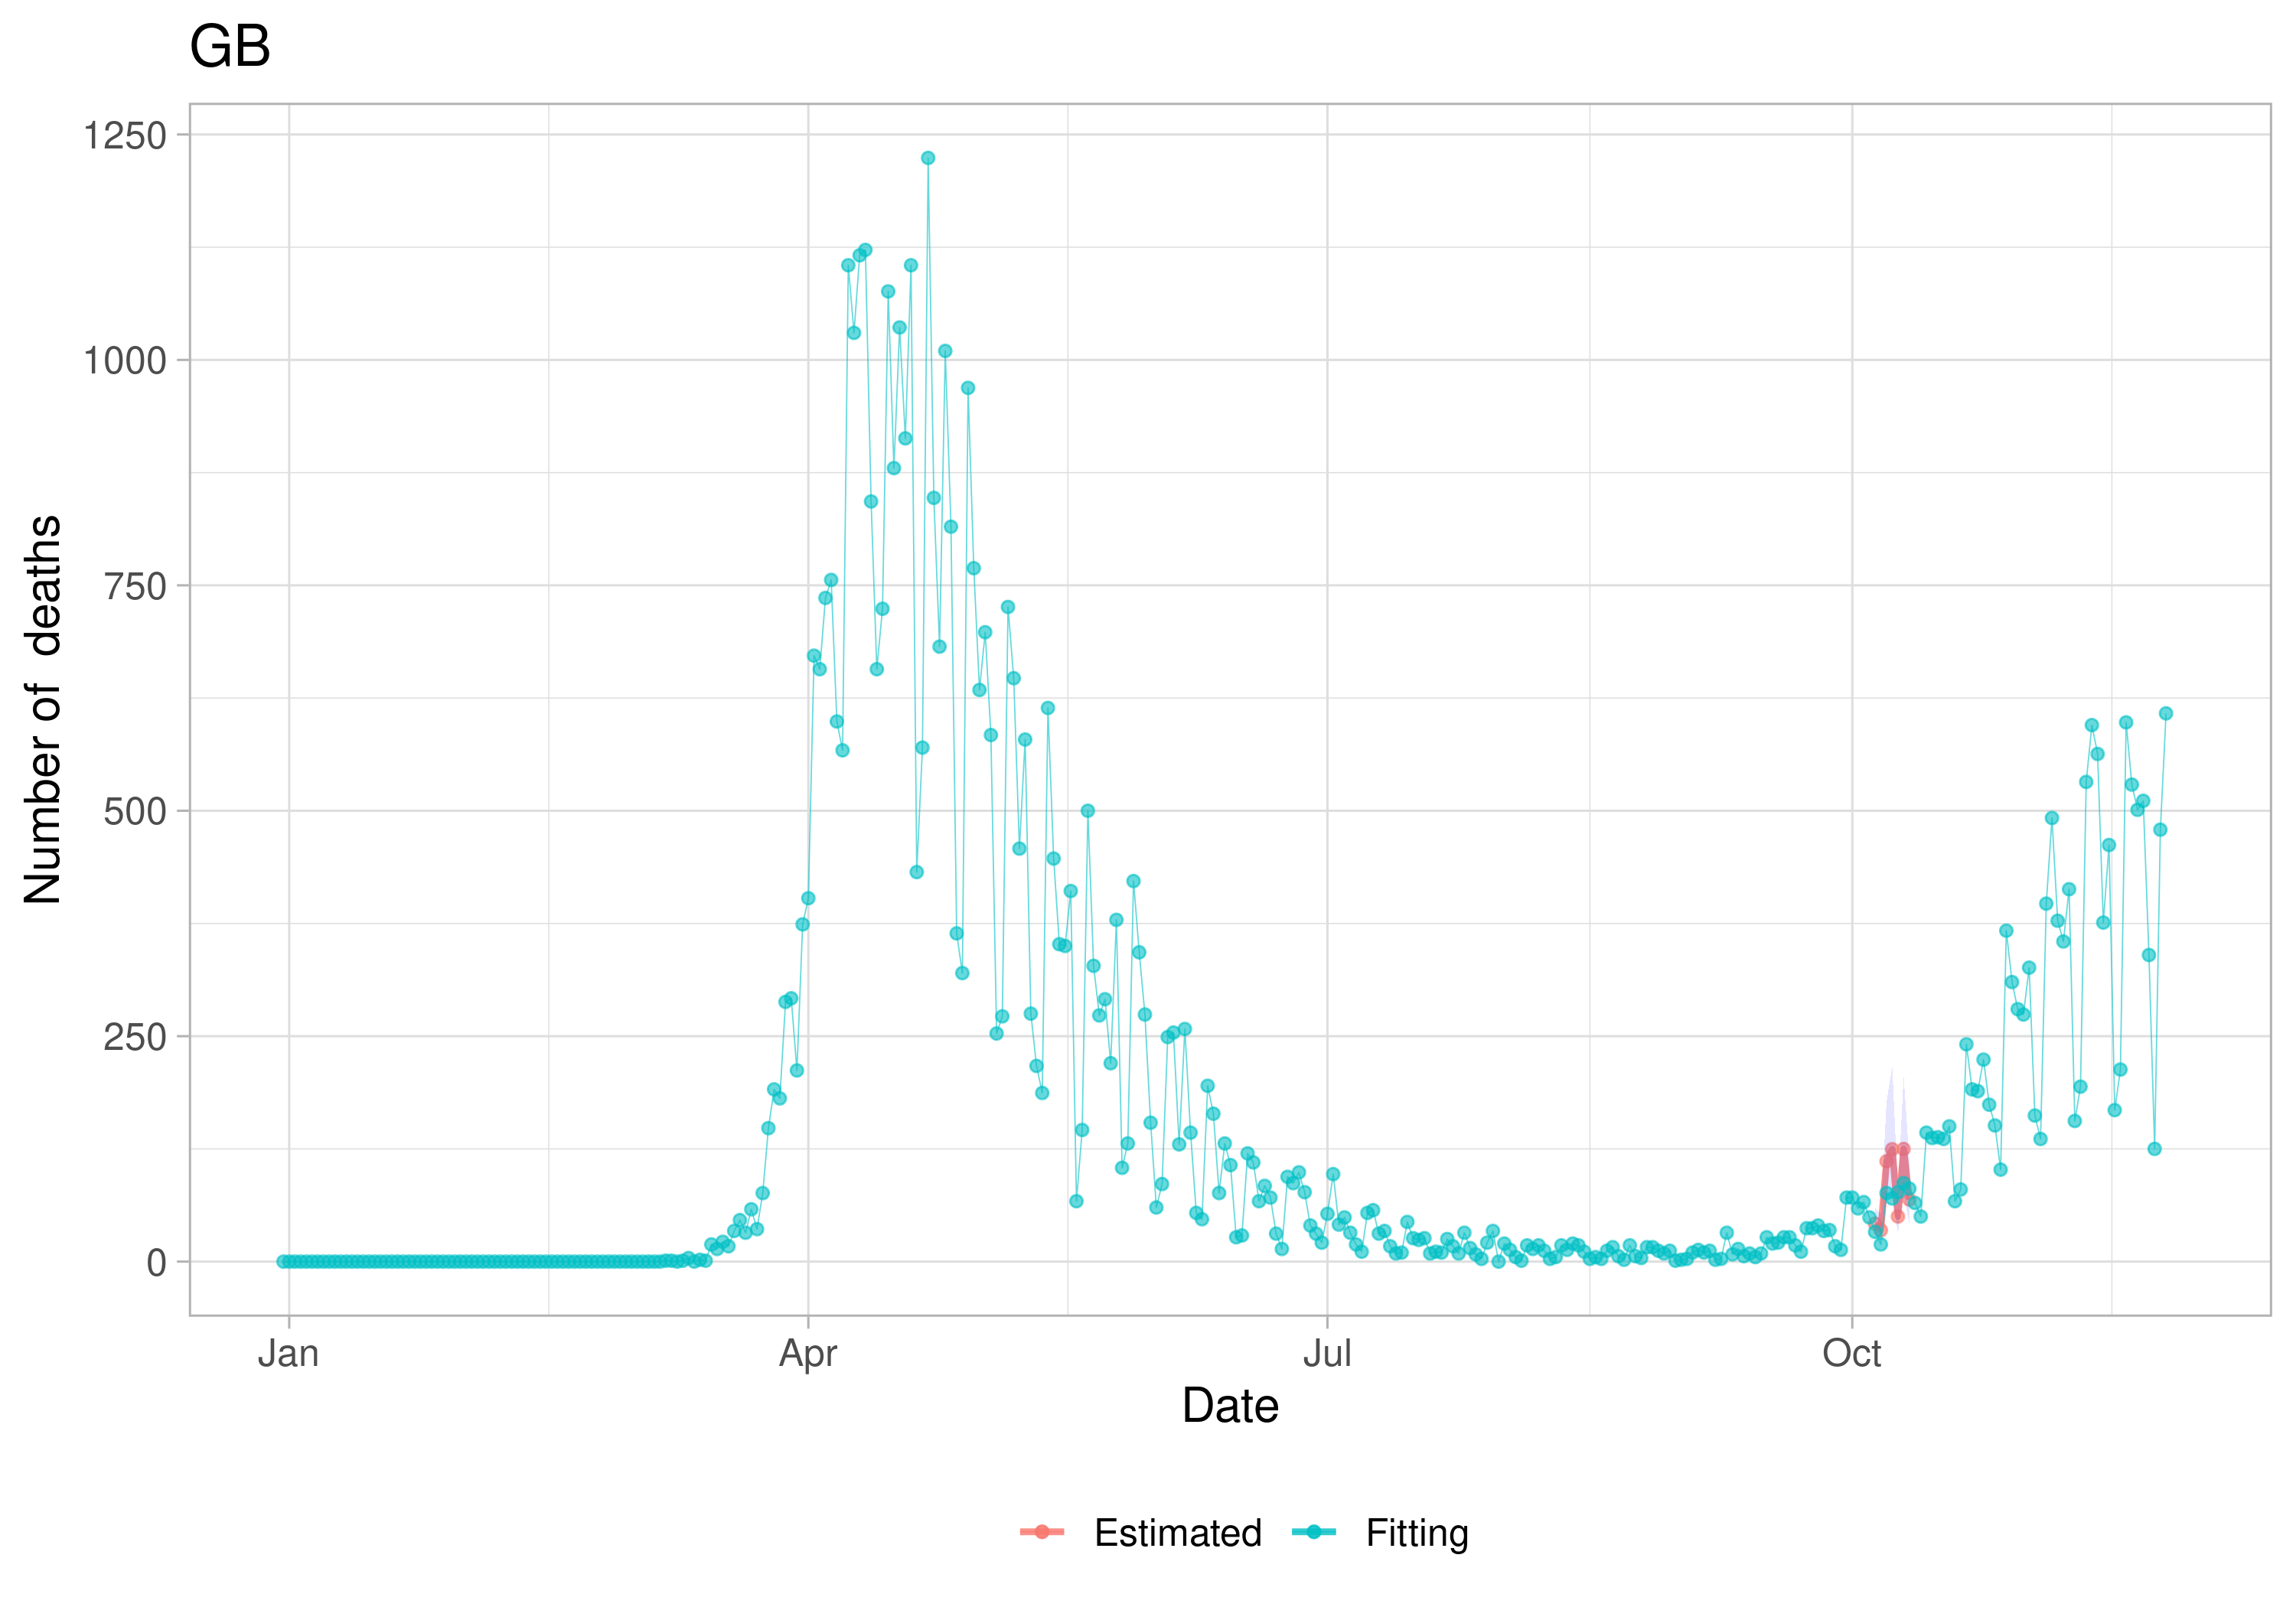 GB
1250
1000
750
500
250
0
Number of deaths
Jan Apr Jul Oct
Date
Estimated Fitting